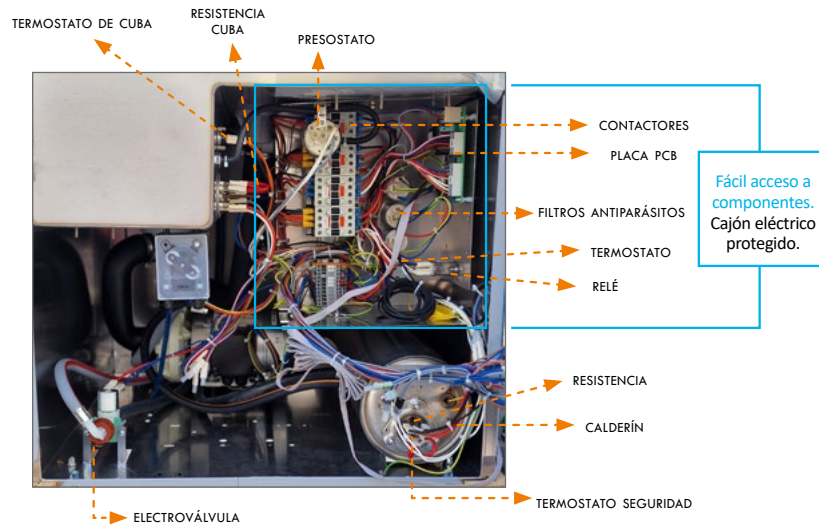 TERMOSTATO DE CUBA
RESISTENCIA
CUBA
PRESOSTATO
CONTACTORES
PLACA PCB
FILTROS ANTIPARÁSITOS
TERMOSTATO
RELÉ
Fácil acceso a
componentes.
Cajón eléctrico
protegido.
RESISTENCIA
CALDERÍN
TERMOSTATO SEGURIDAD
ELECTROVÁLVULA